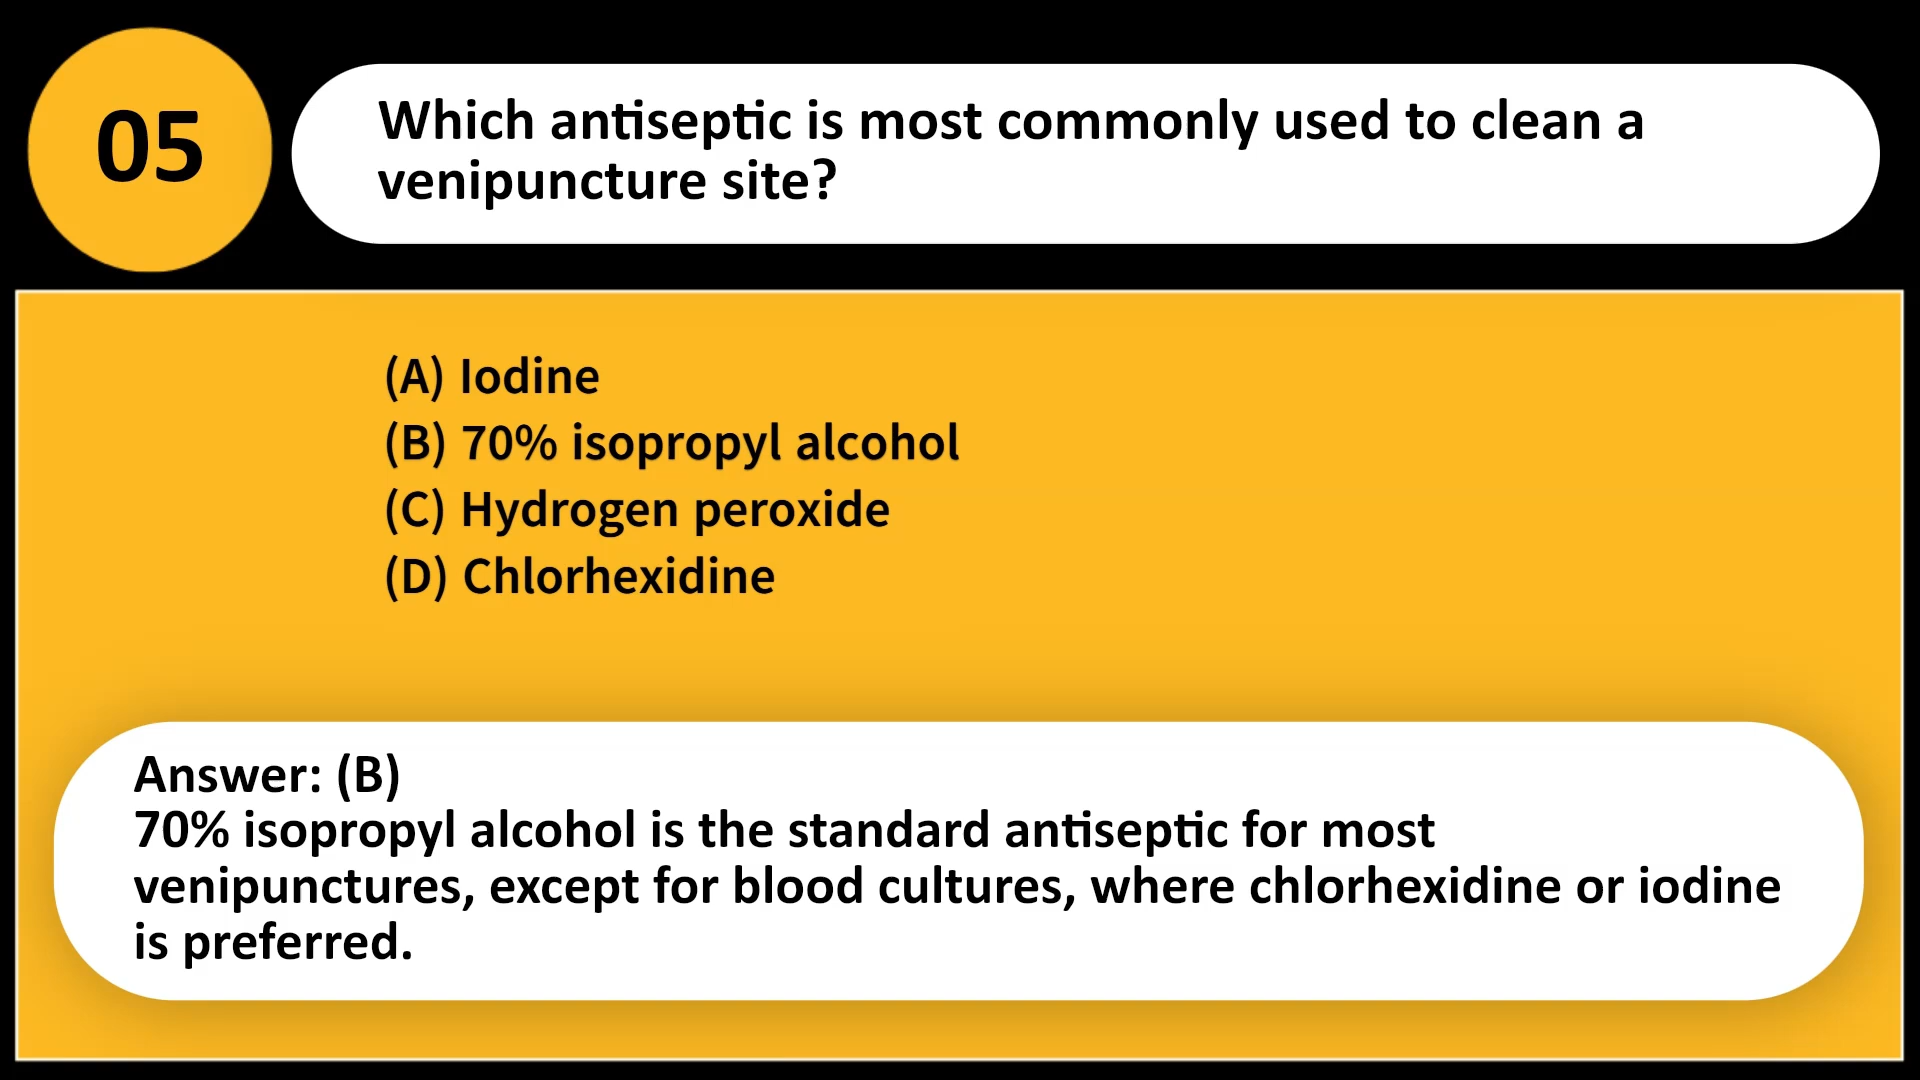 05
Which antiseptic is most commonly used to clean a
venipuncture site?
(A) Iodine
(B) 70% isopropyl alcohol
(C) Hydrogen peroxide
(D) Chlorhexidine
Answer: (B)
70% isopropyl alcohol is the standard antiseptic for most
venipunctures, except for blood cultures, where chlorhexidine or iodine
is preferred.